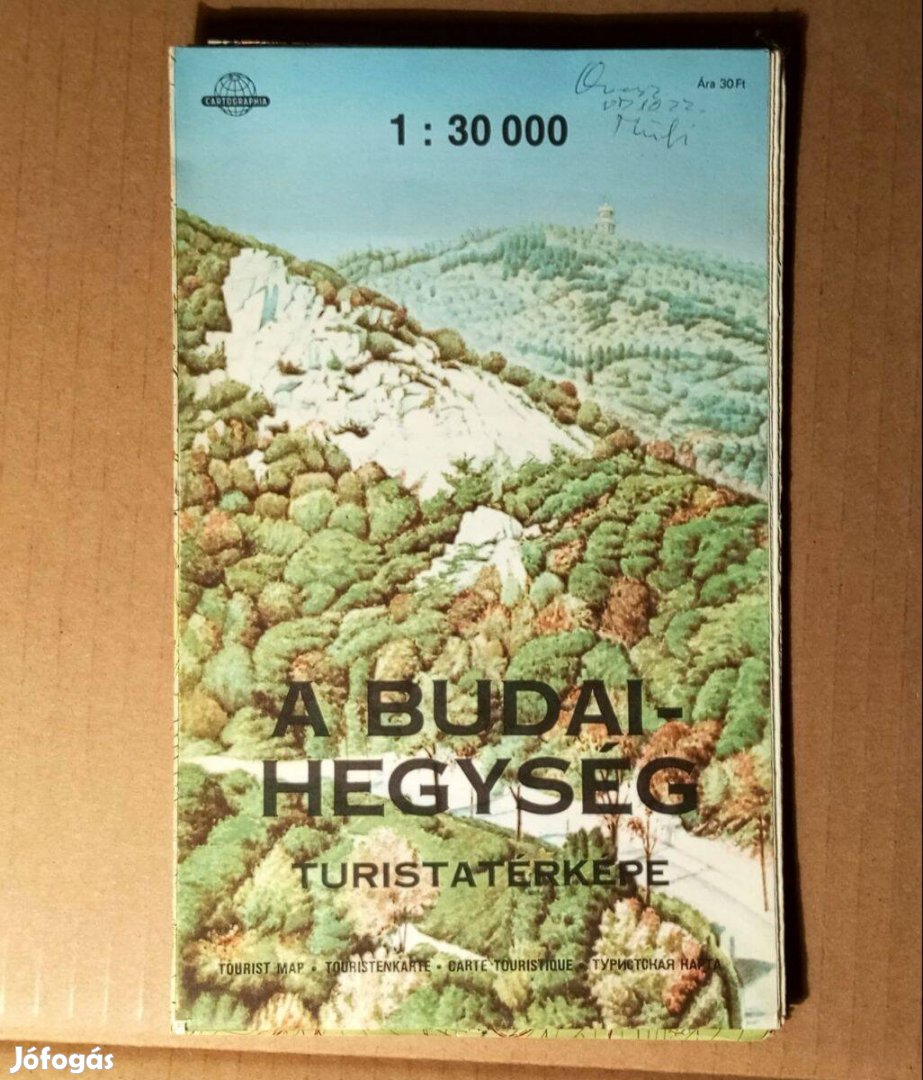 CARTOGRAPHIA
Ára 30 Ft
1 : 30 000
A BUDAI-
HEGYSÉG
TURISTATÉRKÉPE
TOURIST MAP • TOURISTENKARTE • CARTE TOURISTIQUE • ТУРИСТСКАЯ КАРТА
Jófogás